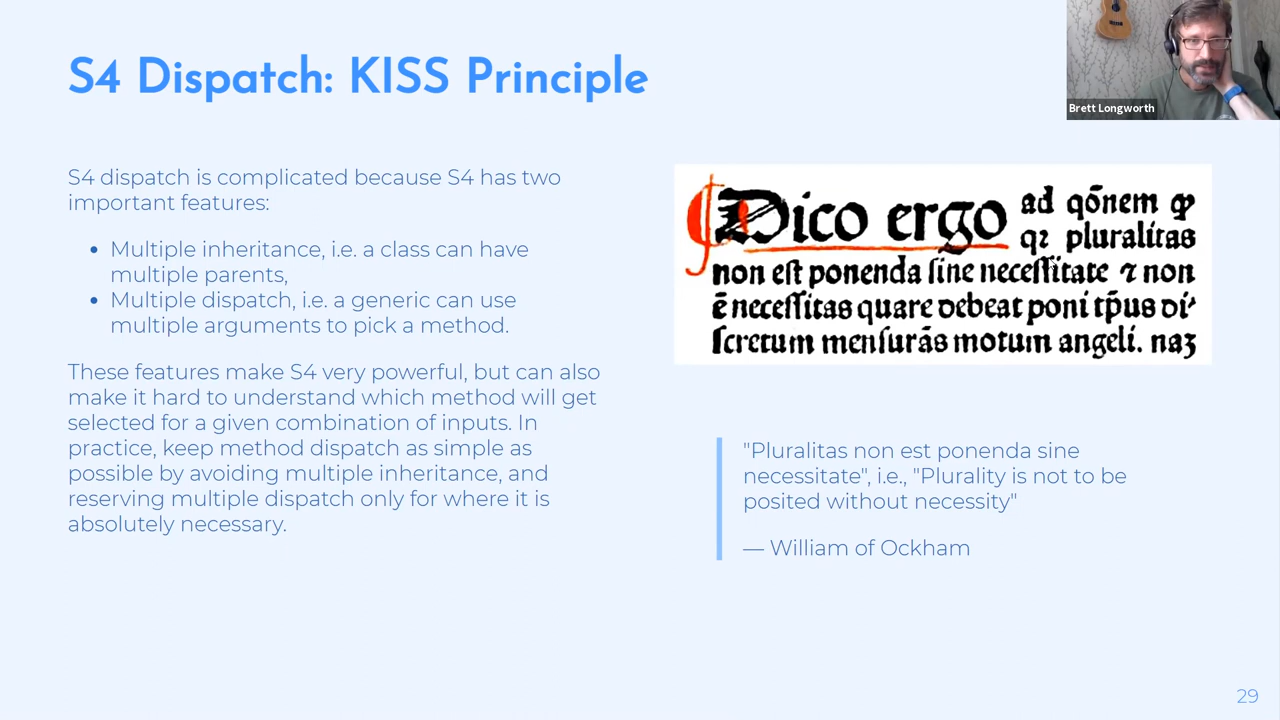 S4 Dispatch: KISS Principle
Brett Longworth
S4 dispatch is complicated because S4 has two
important features:
• Multiple inheritance, i.e. a class can have
multiple parents,
• Multiple dispatch, i.e. a generic can use
multiple arguments to pick a method.
These features make S4 very powerful, but can also
make it hard to understand which method will get
selected for a given combination of inputs. In
practice, keep method dispatch as simple as
possible by avoiding multiple inheritance, and
reserving multiple dispatch only for where it is
absolutely necessary.
Dico ergo ad qōnem ꝙ
qꝛ pluralitas
non eſt ponenda ſine neceſſitate ⁊ non
ē neceſſitas quare debeat poni tp̄us diſ
ſcretum menſurās motum angeli. naꝫ
"Pluralitas non est ponenda sine
necessitate", i.e., "Plurality is not to be
posited without necessity"
— William of Ockham
29